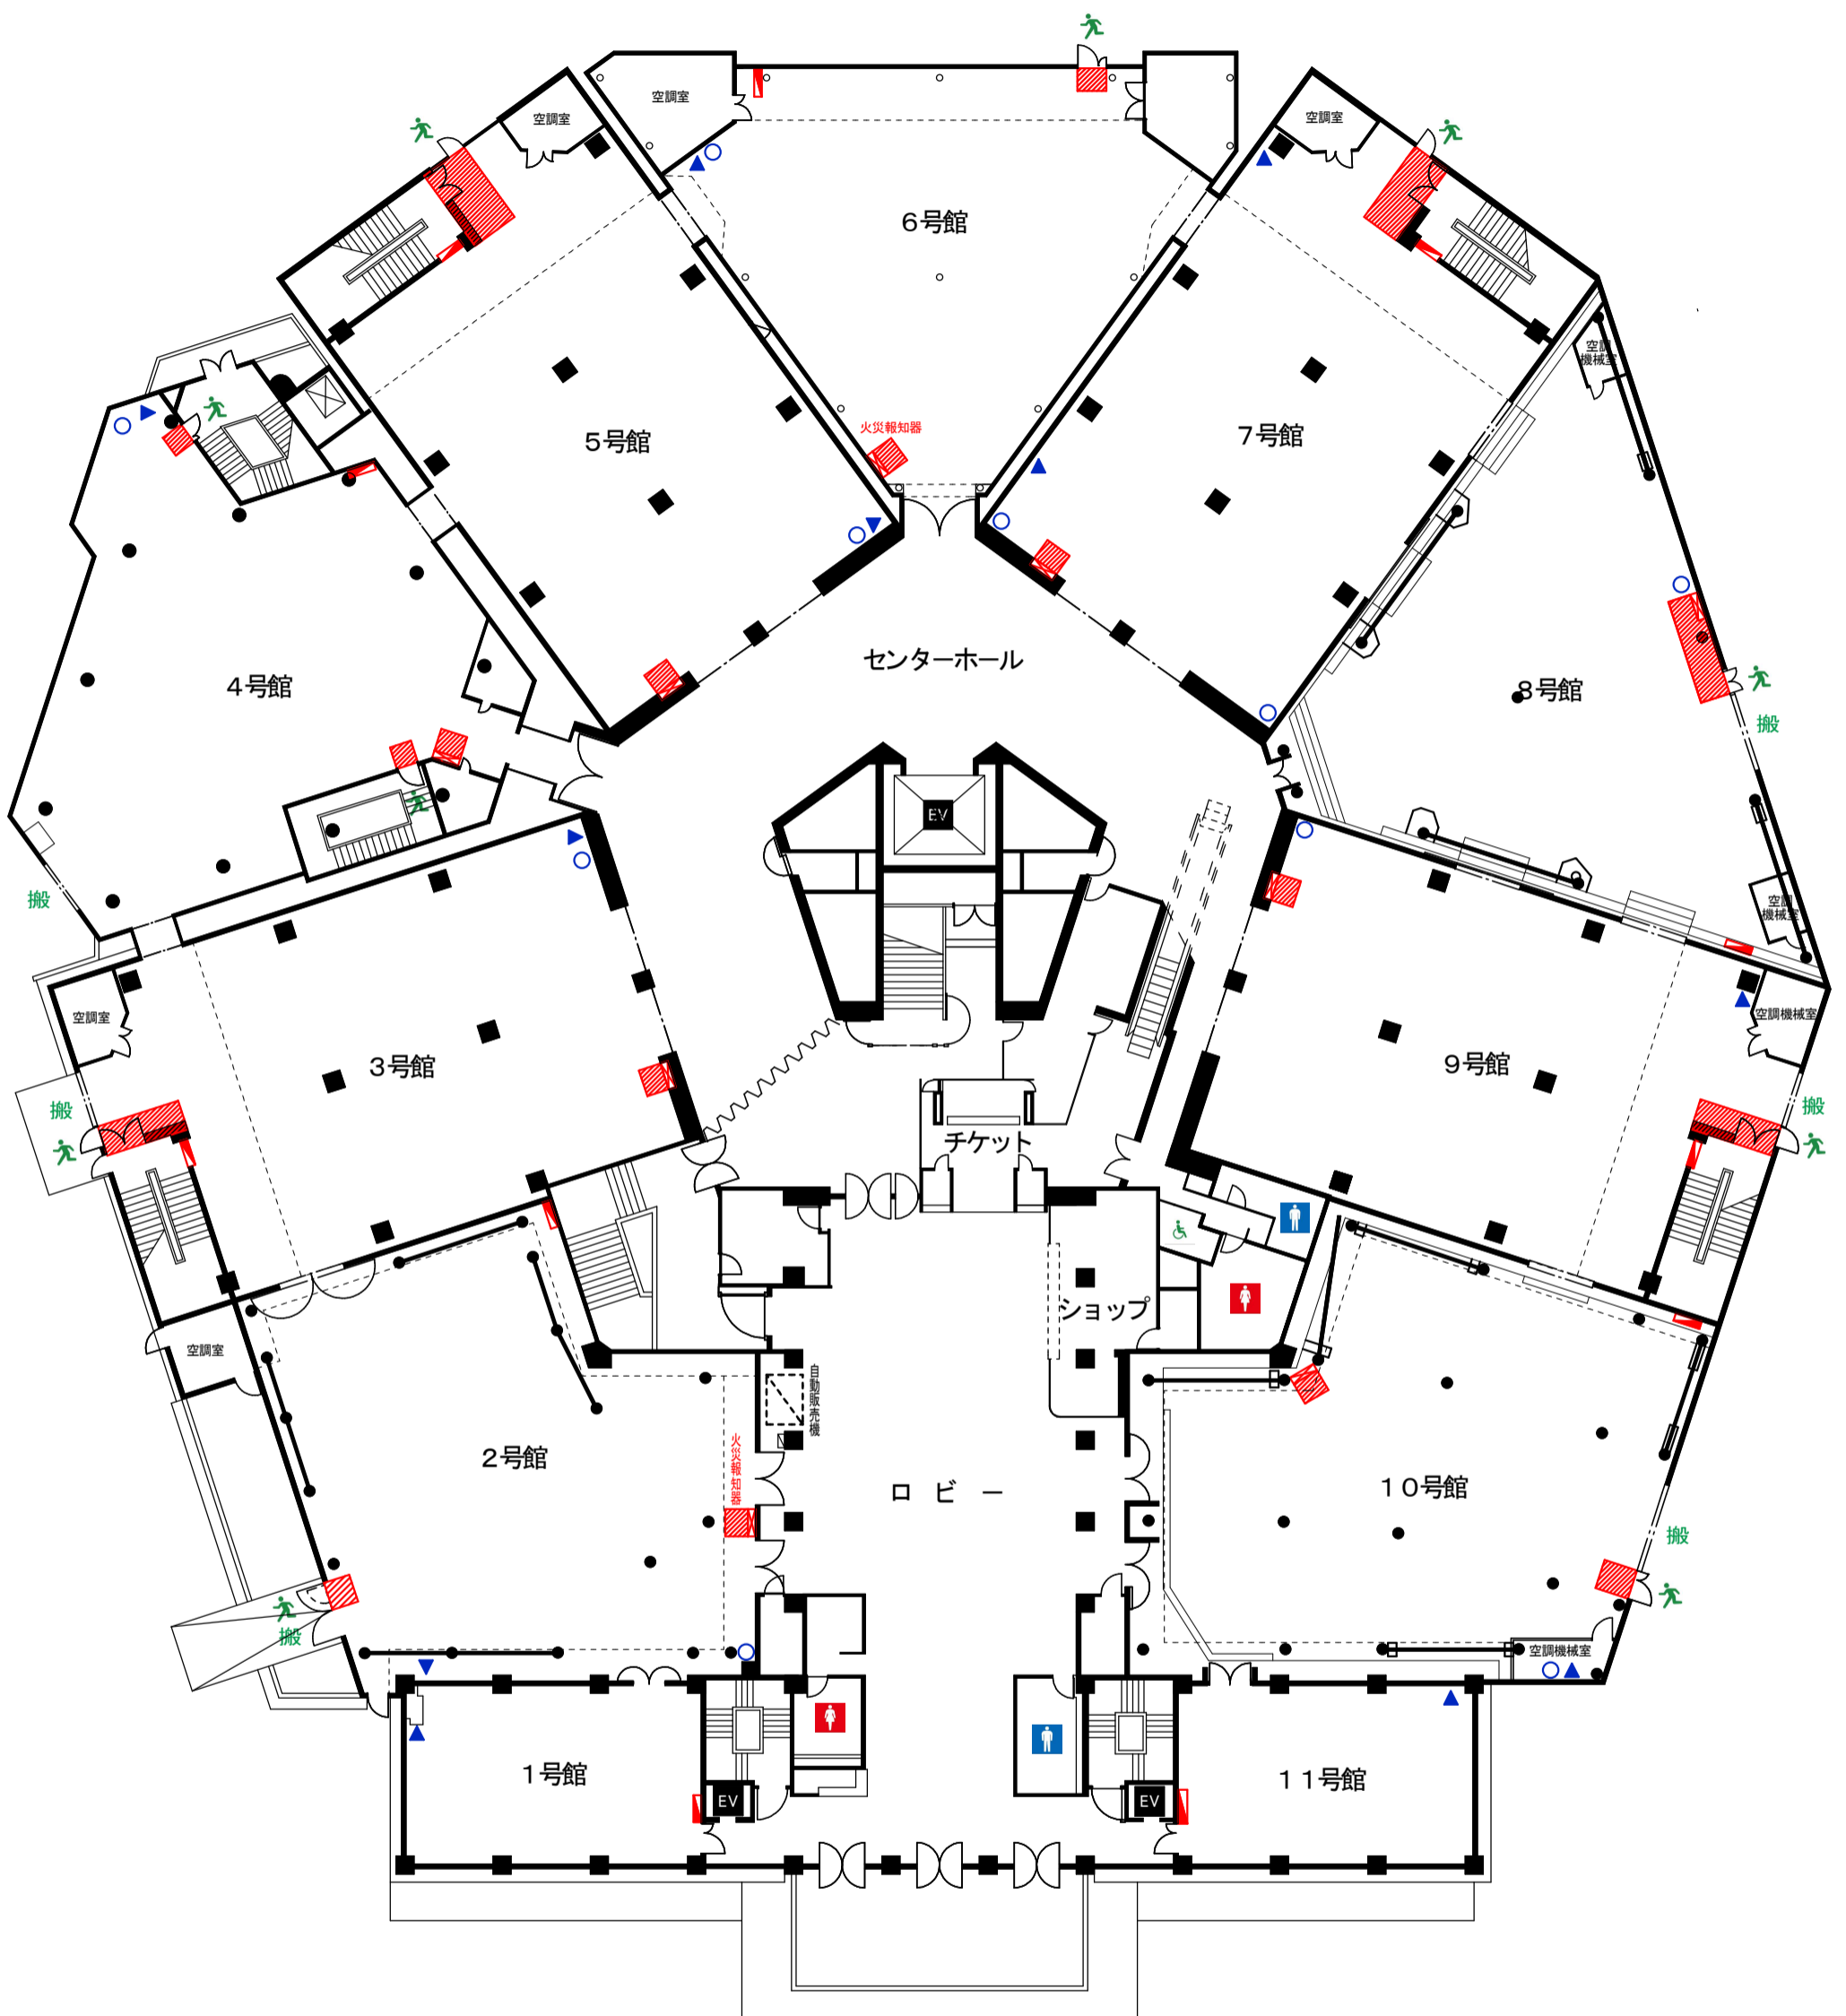 空調室
空調室
空調室
６号館
空調
機械室
火災報知器
５号館
７号館
センターホール
４号館
８号館
搬
EV
搬
空調
機械室
空調室
空調機械室
３号館
９号館
搬
搬
チケット
ショップ
空調室
自動販売機
２号館
火災報知器
ロビー
１０号館
搬
搬
空調機械室
１号館
１１号館
EV
EV